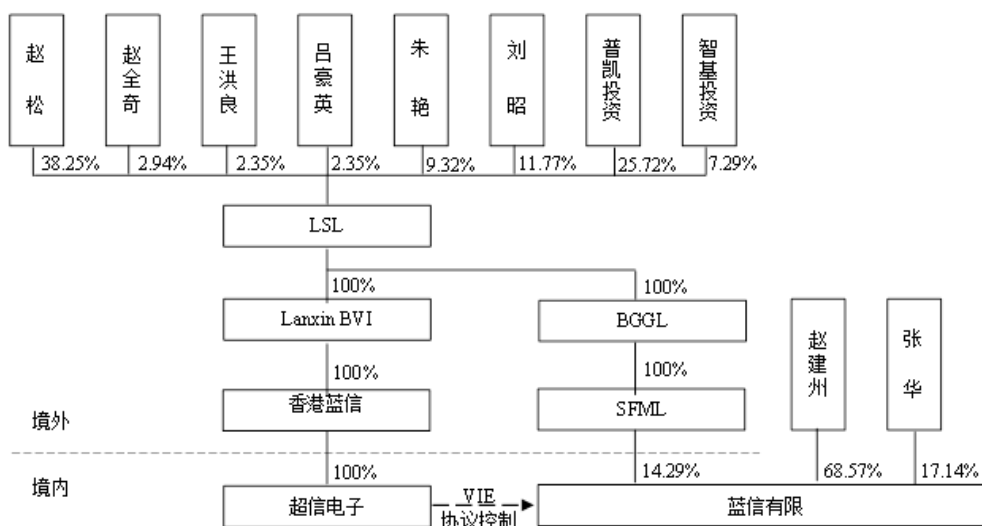 赵松
赵全奇
王洪良
吕豪英
朱艳
刘昭
普凯投资
智基投资
38.25%
2.94%
2.35%
2.35%
9.32%
11.77%
25.72%
7.29%
LSL
100%
100%
Lanxin BVI
BGGL
赵建州
张华
100%
100%
香港蓝信
SFML
境外
境内
100%
14.29%
68.57%
17.14%
超信电子
VIE
协议控制
蓝信有限